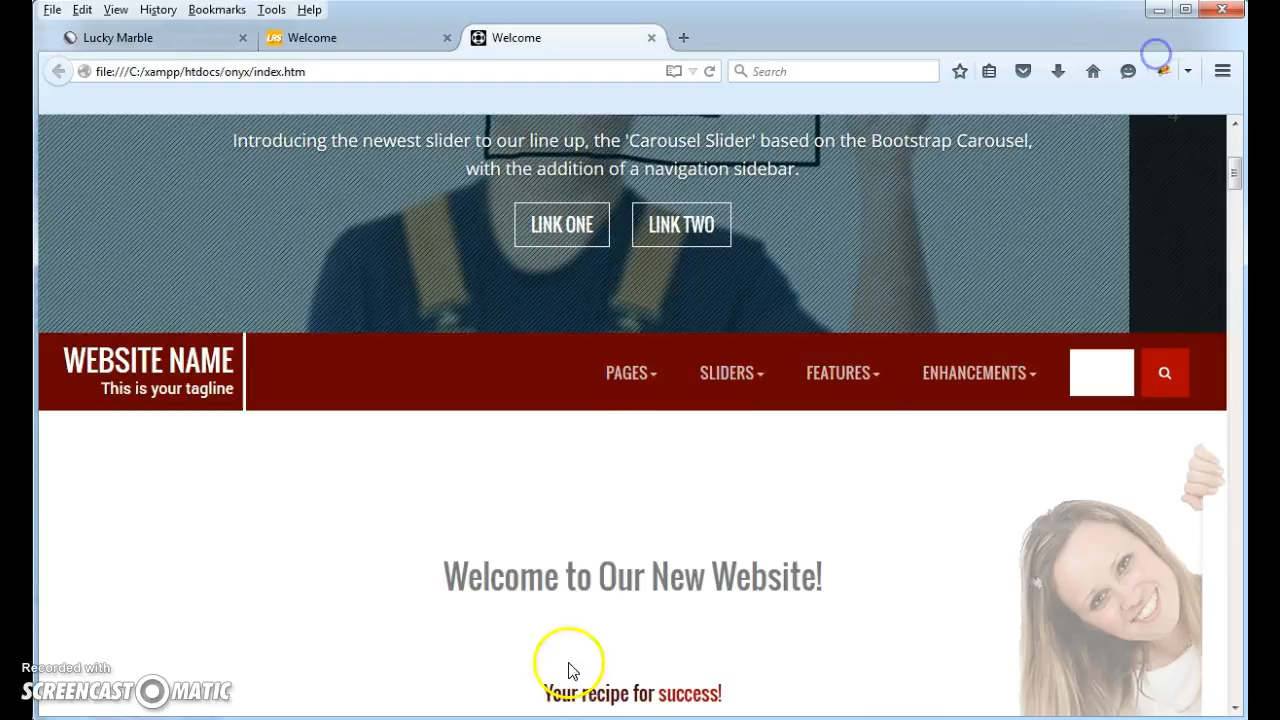 File Edit View History Bookmarks Tools Help
Lucky Marble
LRS Welcome
Welcome
file:///C:/xampp/htdocs/onyx/index.htm
Search
Introducing the newest slider to our line up, the 'Carousel Slider' based on the Bootstrap Carousel,
with the addition of a navigation sidebar.
LINK ONE LINK TWO
WEBSITE NAME
This is your tagline
PAGES SLIDERS FEATURES ENHANCEMENTS
Welcome to Our New Website!
Your recipe for success!
Recorded with
SCREENCAST MATIC